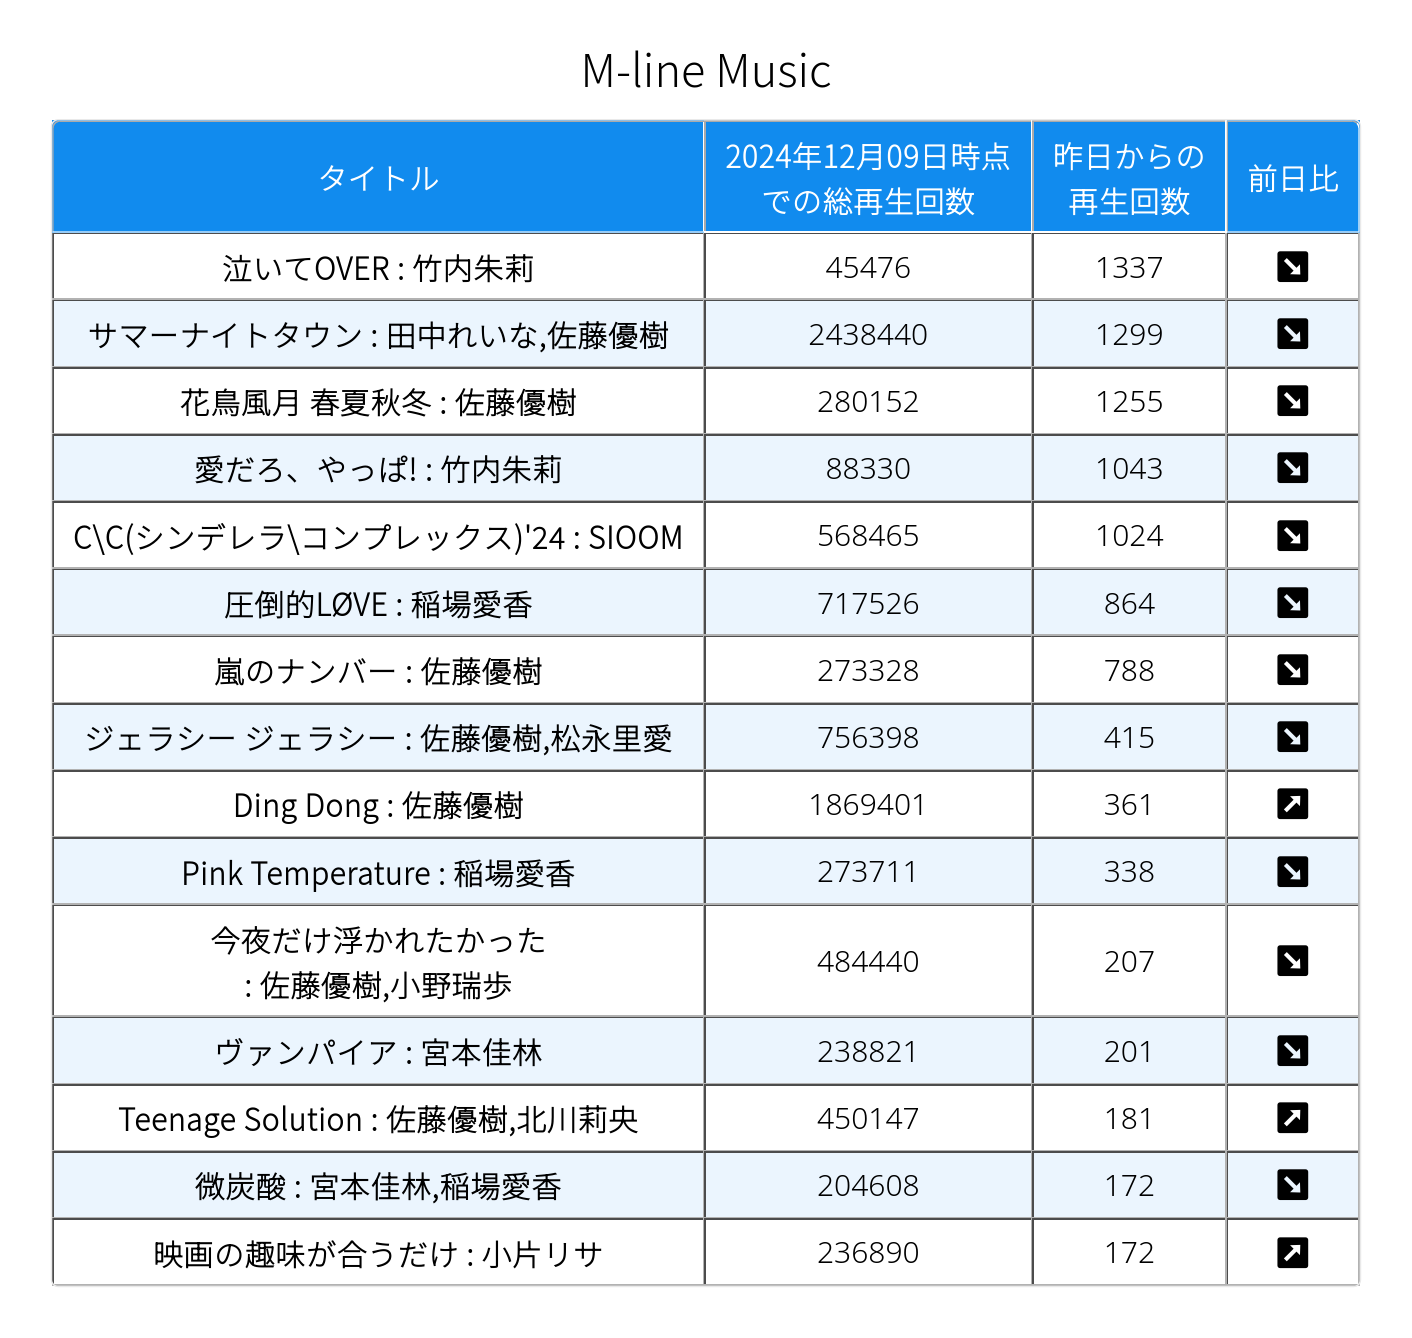 M-line Music
タイトル
2024年12月09日時点
での総再生回数
昨日からの
再生回数
前日比
泣いてOVER : 竹内朱莉 45476 1337 ↘
サマーナイトタウン : 田中れいな,佐藤優樹 2438440 1299 ↘
花鳥風月 春夏秋冬 : 佐藤優樹 280152 1255 ↘
愛だろ、やっぱ! : 竹内朱莉 88330 1043 ↘
C\C(シンデレラ\コンプレックス)'24 : SIOOM 568465 1024 ↘
圧倒的LØVE : 稲場愛香 717526 864 ↘
嵐のナンバー : 佐藤優樹 273328 788 ↘
ジェラシー ジェラシー : 佐藤優樹,松永里愛 756398 415 ↘
Ding Dong : 佐藤優樹 1869401 361 ↗
Pink Temperature : 稲場愛香 273711 338 ↘
今夜だけ浮かれたかった
: 佐藤優樹,小野瑞歩 484440 207 ↘
ヴァンパイア : 宮本佳林 238821 201 ↘
Teenage Solution : 佐藤優樹,北川莉央 450147 181 ↗
微炭酸 : 宮本佳林,稲場愛香 204608 172 ↘
映画の趣味が合うだけ : 小片リサ 236890 172 ↗